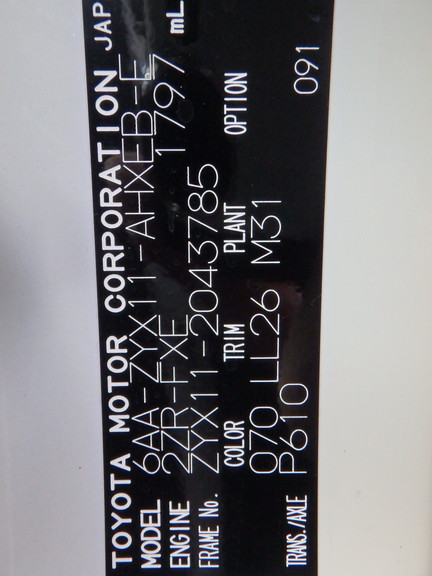 TOYOTA MOTOR CORPORATION JAP
MODEL 6AA-ZYX11-AHXEB-E
ENGINE 2ZR-FXE 1797 mL
FRAME No. ZYX11-2043785
COLOR TRIM PLANT OPTION
070 LL26 M31
TRANS./AXLE P610 091